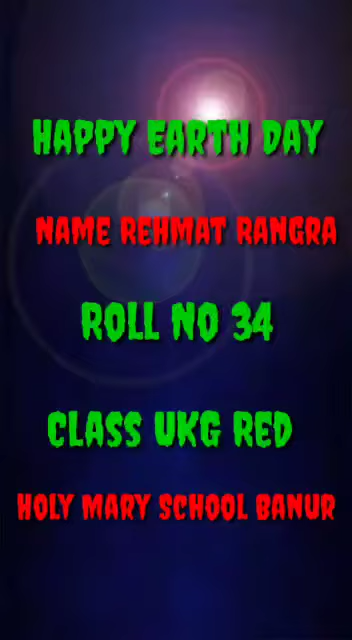 HAPPY EARTH DAY
NAME REHMAT RANGRA
ROLL NO 34
CLASS UKG RED
HOLY MARY SCHOOL BANUR